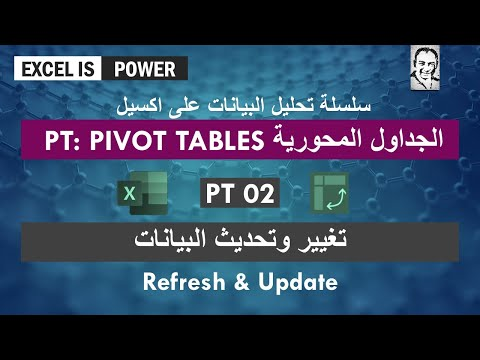 EXCEL IS POWER
سلسلة تحليل البيانات على اكسيل
PT: PIVOT TABLES الجداول المحورية
PT 02
تغيير وتحديث البيانات
Refresh & Update